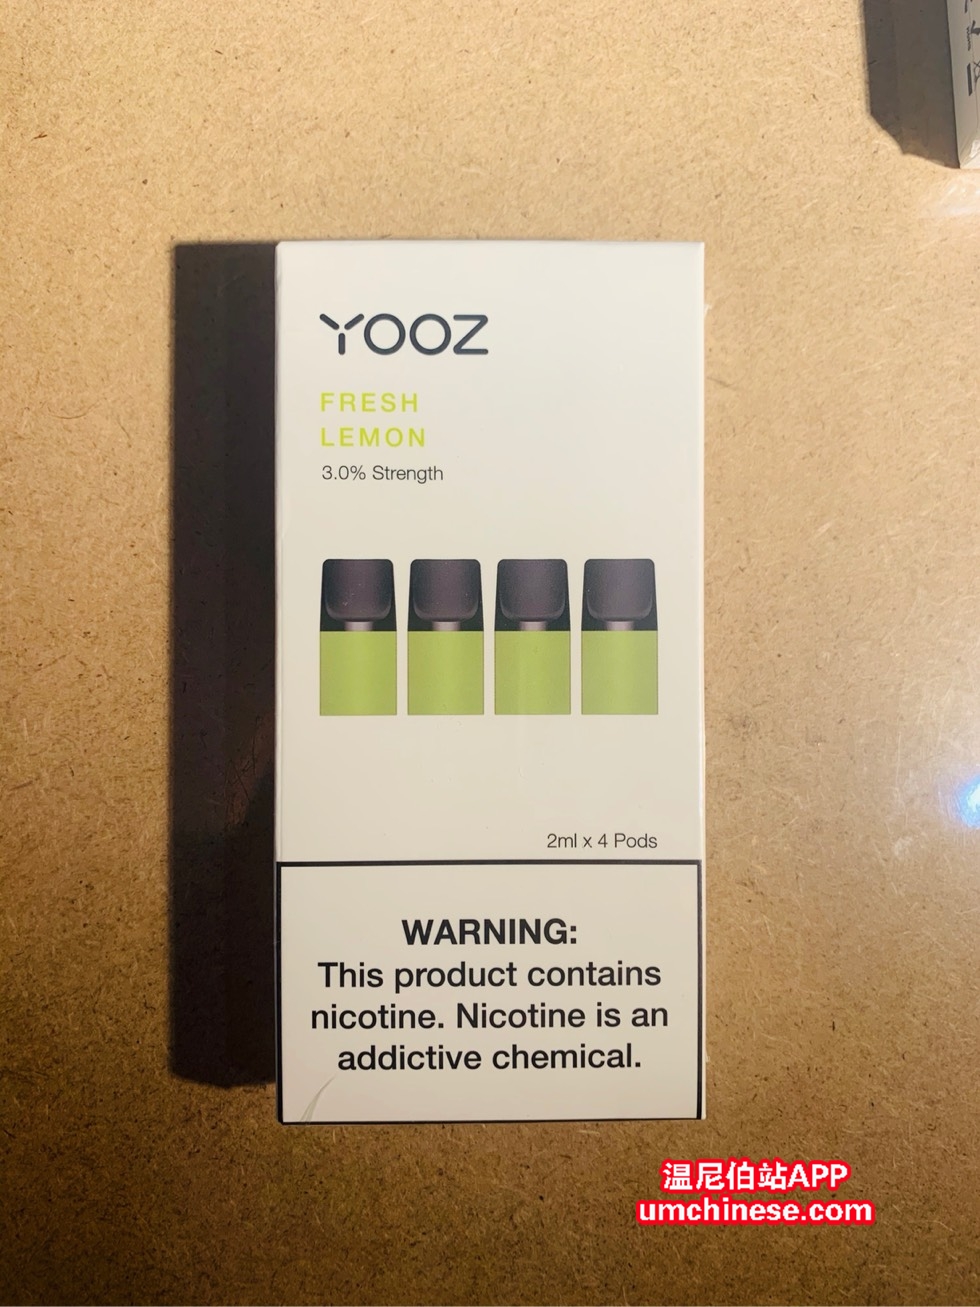 YOOZ
FRESH
LEMON
3.0% Strength
2ml x 4 Pods
WARNING:
This product contains
nicotine. Nicotine is an
addictive chemical.
温尼伯站APP
umchinese.com